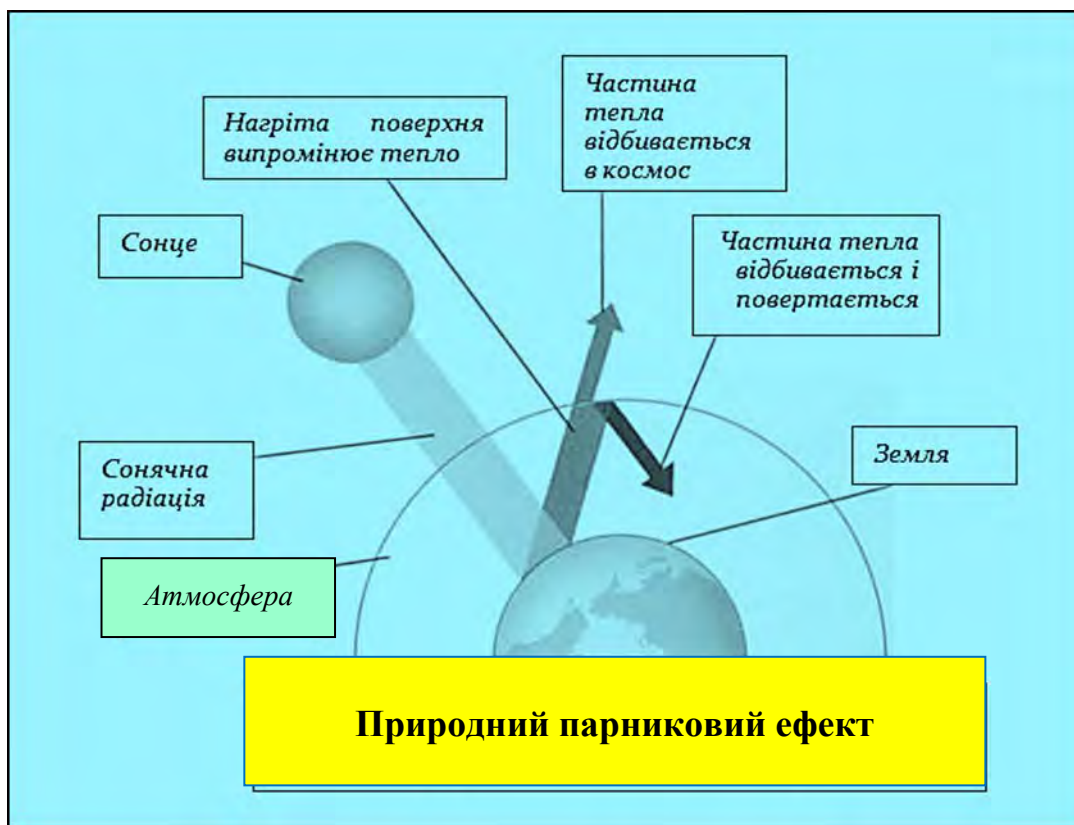 Частина
тепла
відбивається
в космос
Нагріта поверхня
випромінює тепло
Сонце
Частина тепла
відбивається і
повертається
Земля
Сонячна
радіація
Атмосфера
Природний парниковий ефект